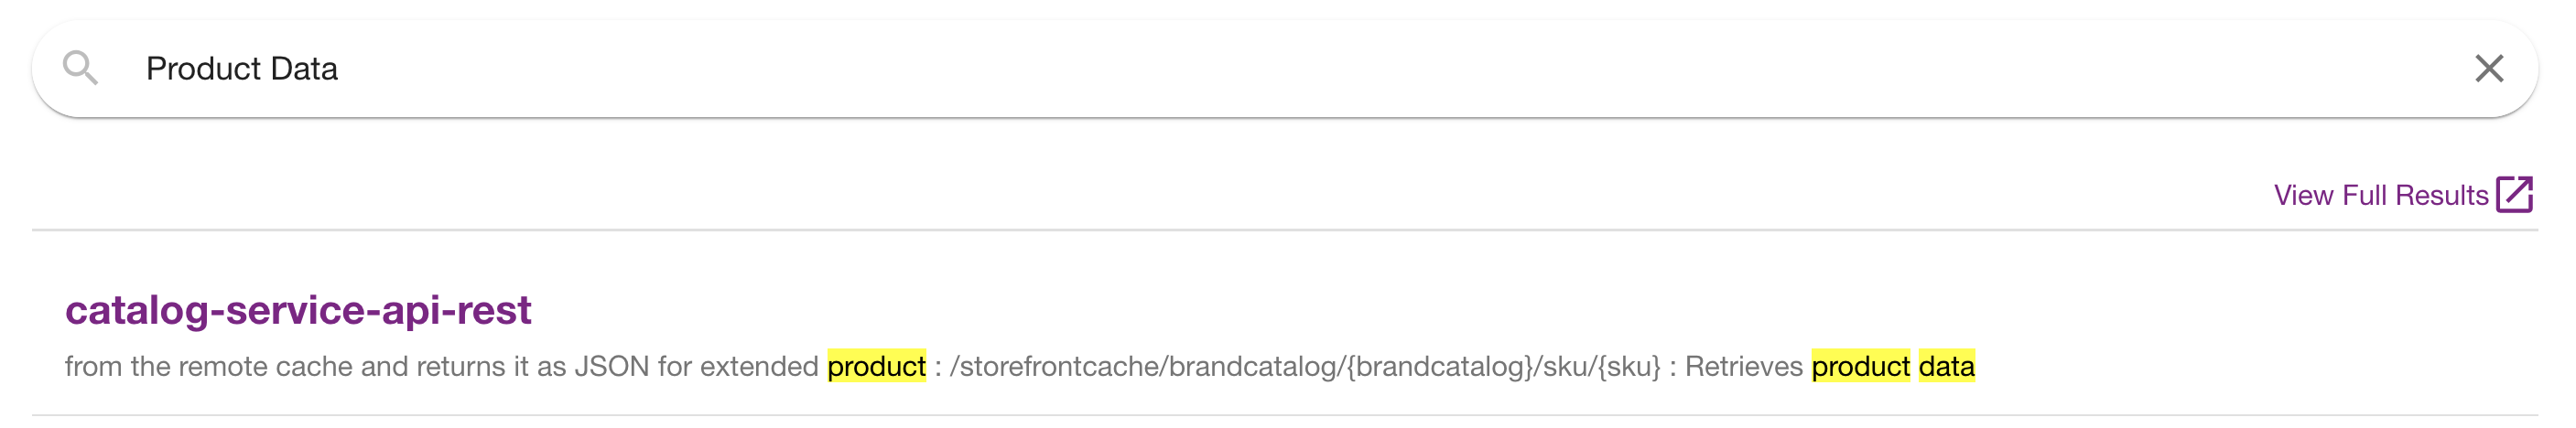 Product Data
View Full Results
catalog-service-api-rest
from the remote cache and returns it as JSON for extended product : /storefrontcache/brandcatalog/{brandcatalog}/sku/{sku} : Retrieves product data